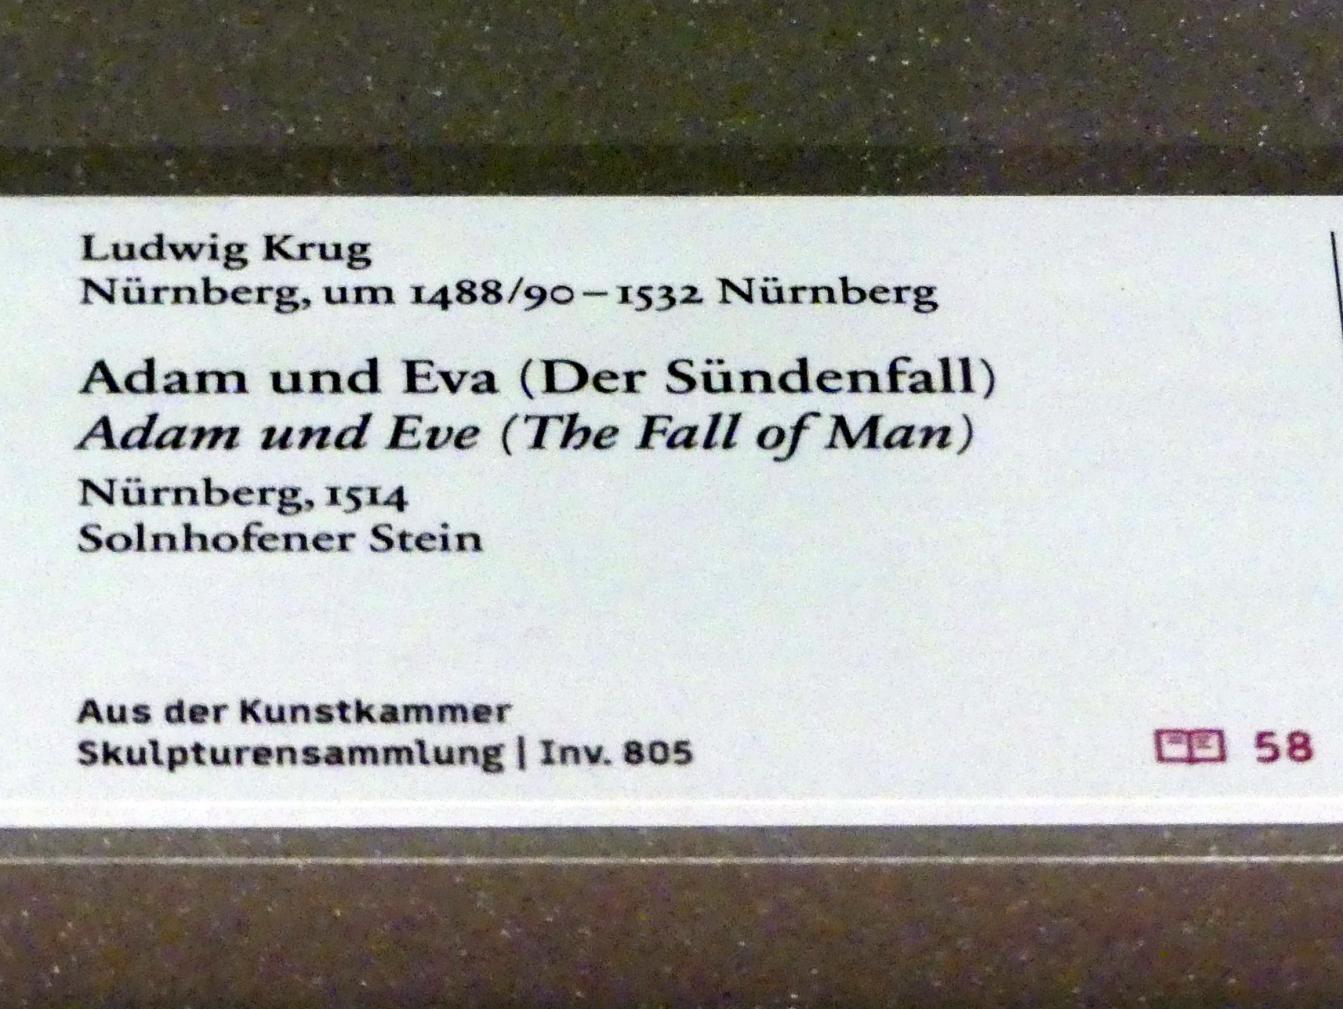 Ludwig Krug
Nürnberg, um 1488/90–1532 Nürnberg
Adam und Eva (Der Sündenfall)
Adam und Eve (The Fall of Man)
Nürnberg, 1514
Solnhofener Stein
Aus der Kunstkammer
Skulpturensammlung | Inv. 805
58